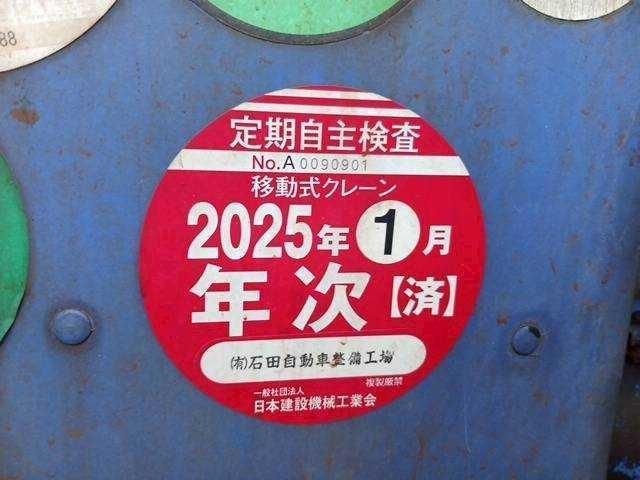 88
定期自主検査
No.A 0090901
移動式クレーン
2025年1月
年次【済】
(有)石田自動車整備工場
複製厳禁
一般社団法人
日本建設機械工業会